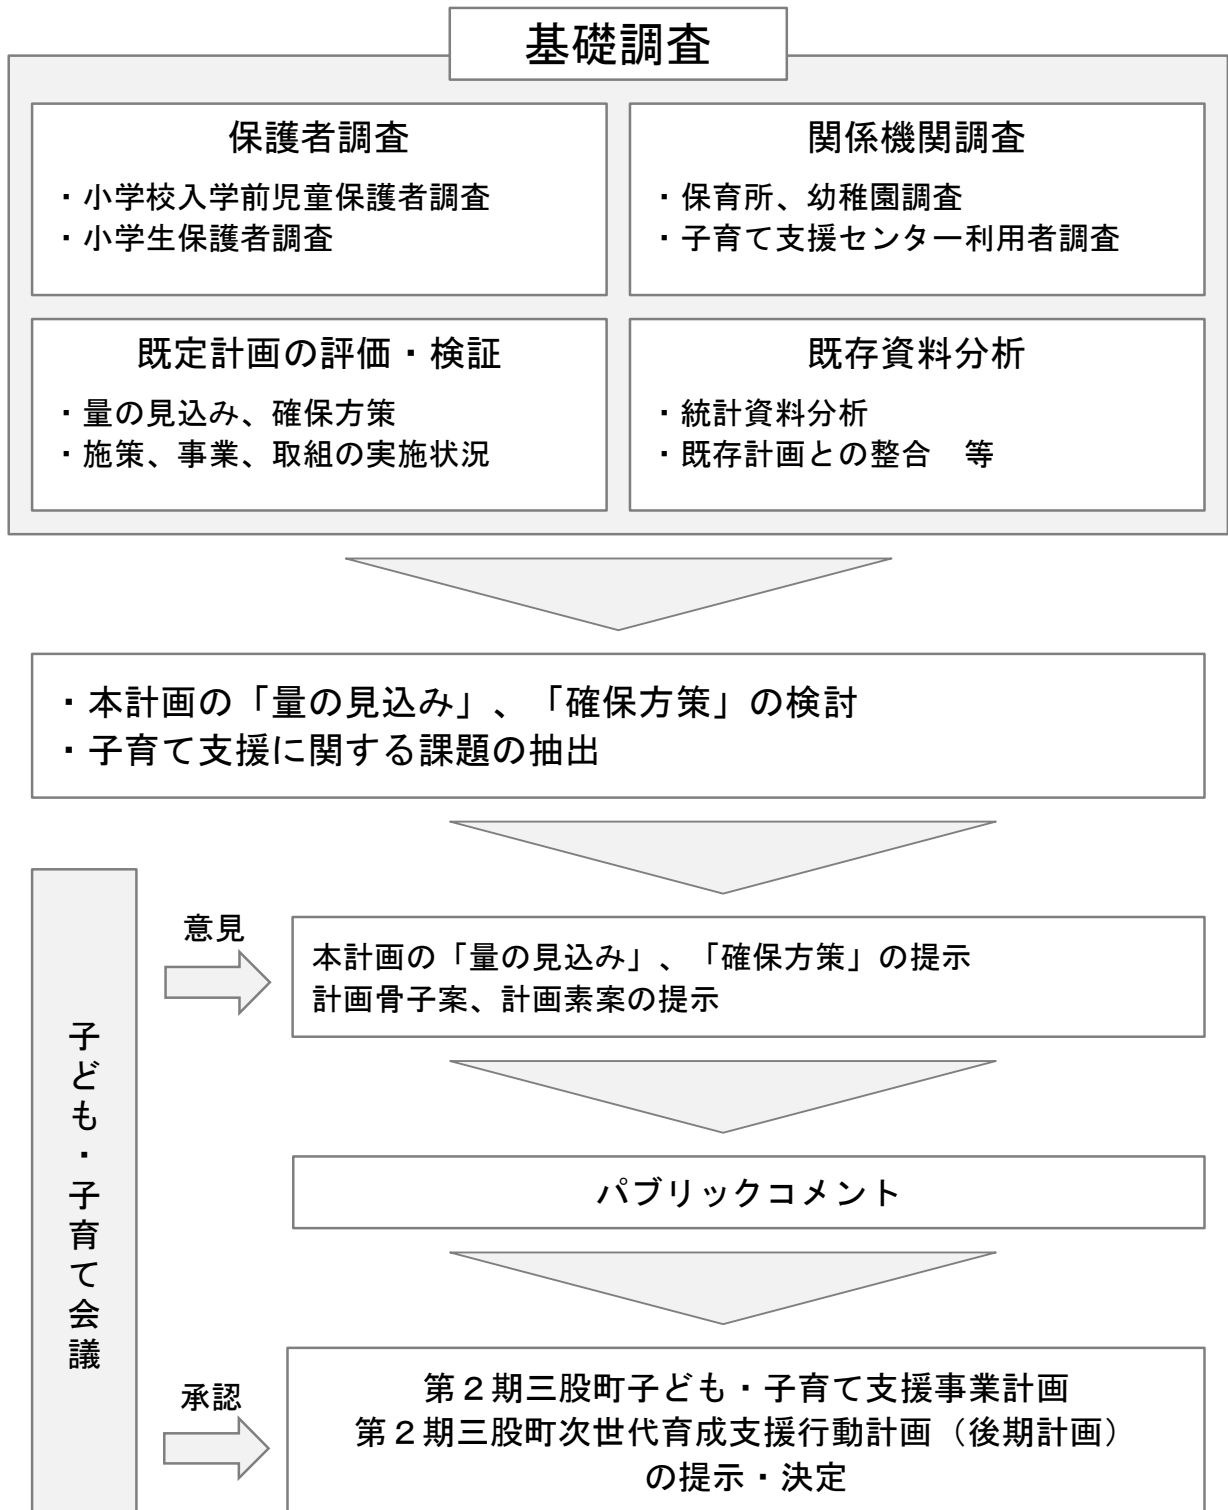 基礎調査
保護者調査
・小学校入学前児童保護者調査
・小学生保護者調査
関係機関調査
・保育所、幼稚園調査
・子育て支援センター利用者調査
既定計画の評価・検証
・量の見込み、確保方策
・施策、事業、取組の実施状況
既存資料分析
・統計資料分析
・既存計画との整合　等
・本計画の「量の見込み」、「確保方策」の検討
・子育て支援に関する課題の抽出
子ども・子育て会議
意見
本計画の「量の見込み」、「確保方策」の提示
計画骨子案、計画素案の提示
パブリックコメント
承認
第２期三股町子ども・子育て支援事業計画
第２期三股町次世代育成支援行動計画（後期計画）
の提示・決定